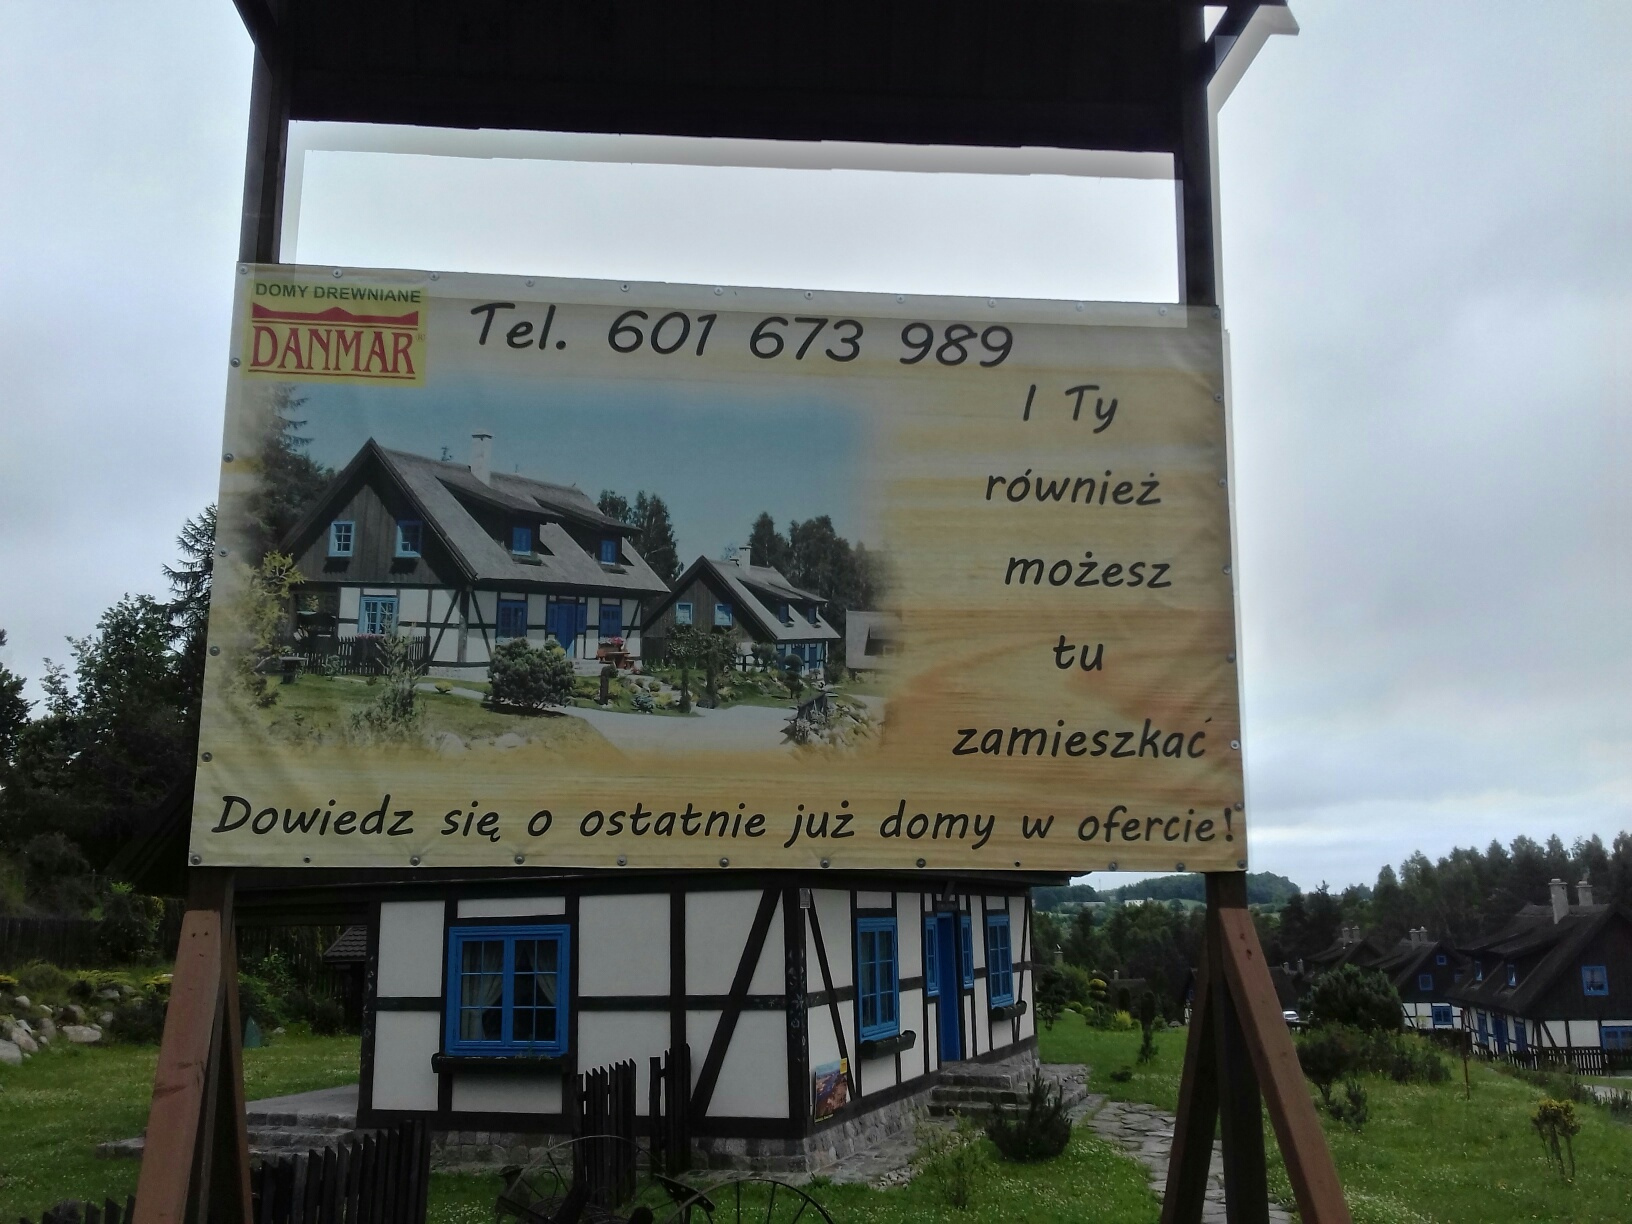 DOMY DREWNIANE
DANMAR
Tel. 601 673 989
I Ty
również
możesz
tu
zamieszkać
Dowiedz się o ostatnie już domy w ofercie!